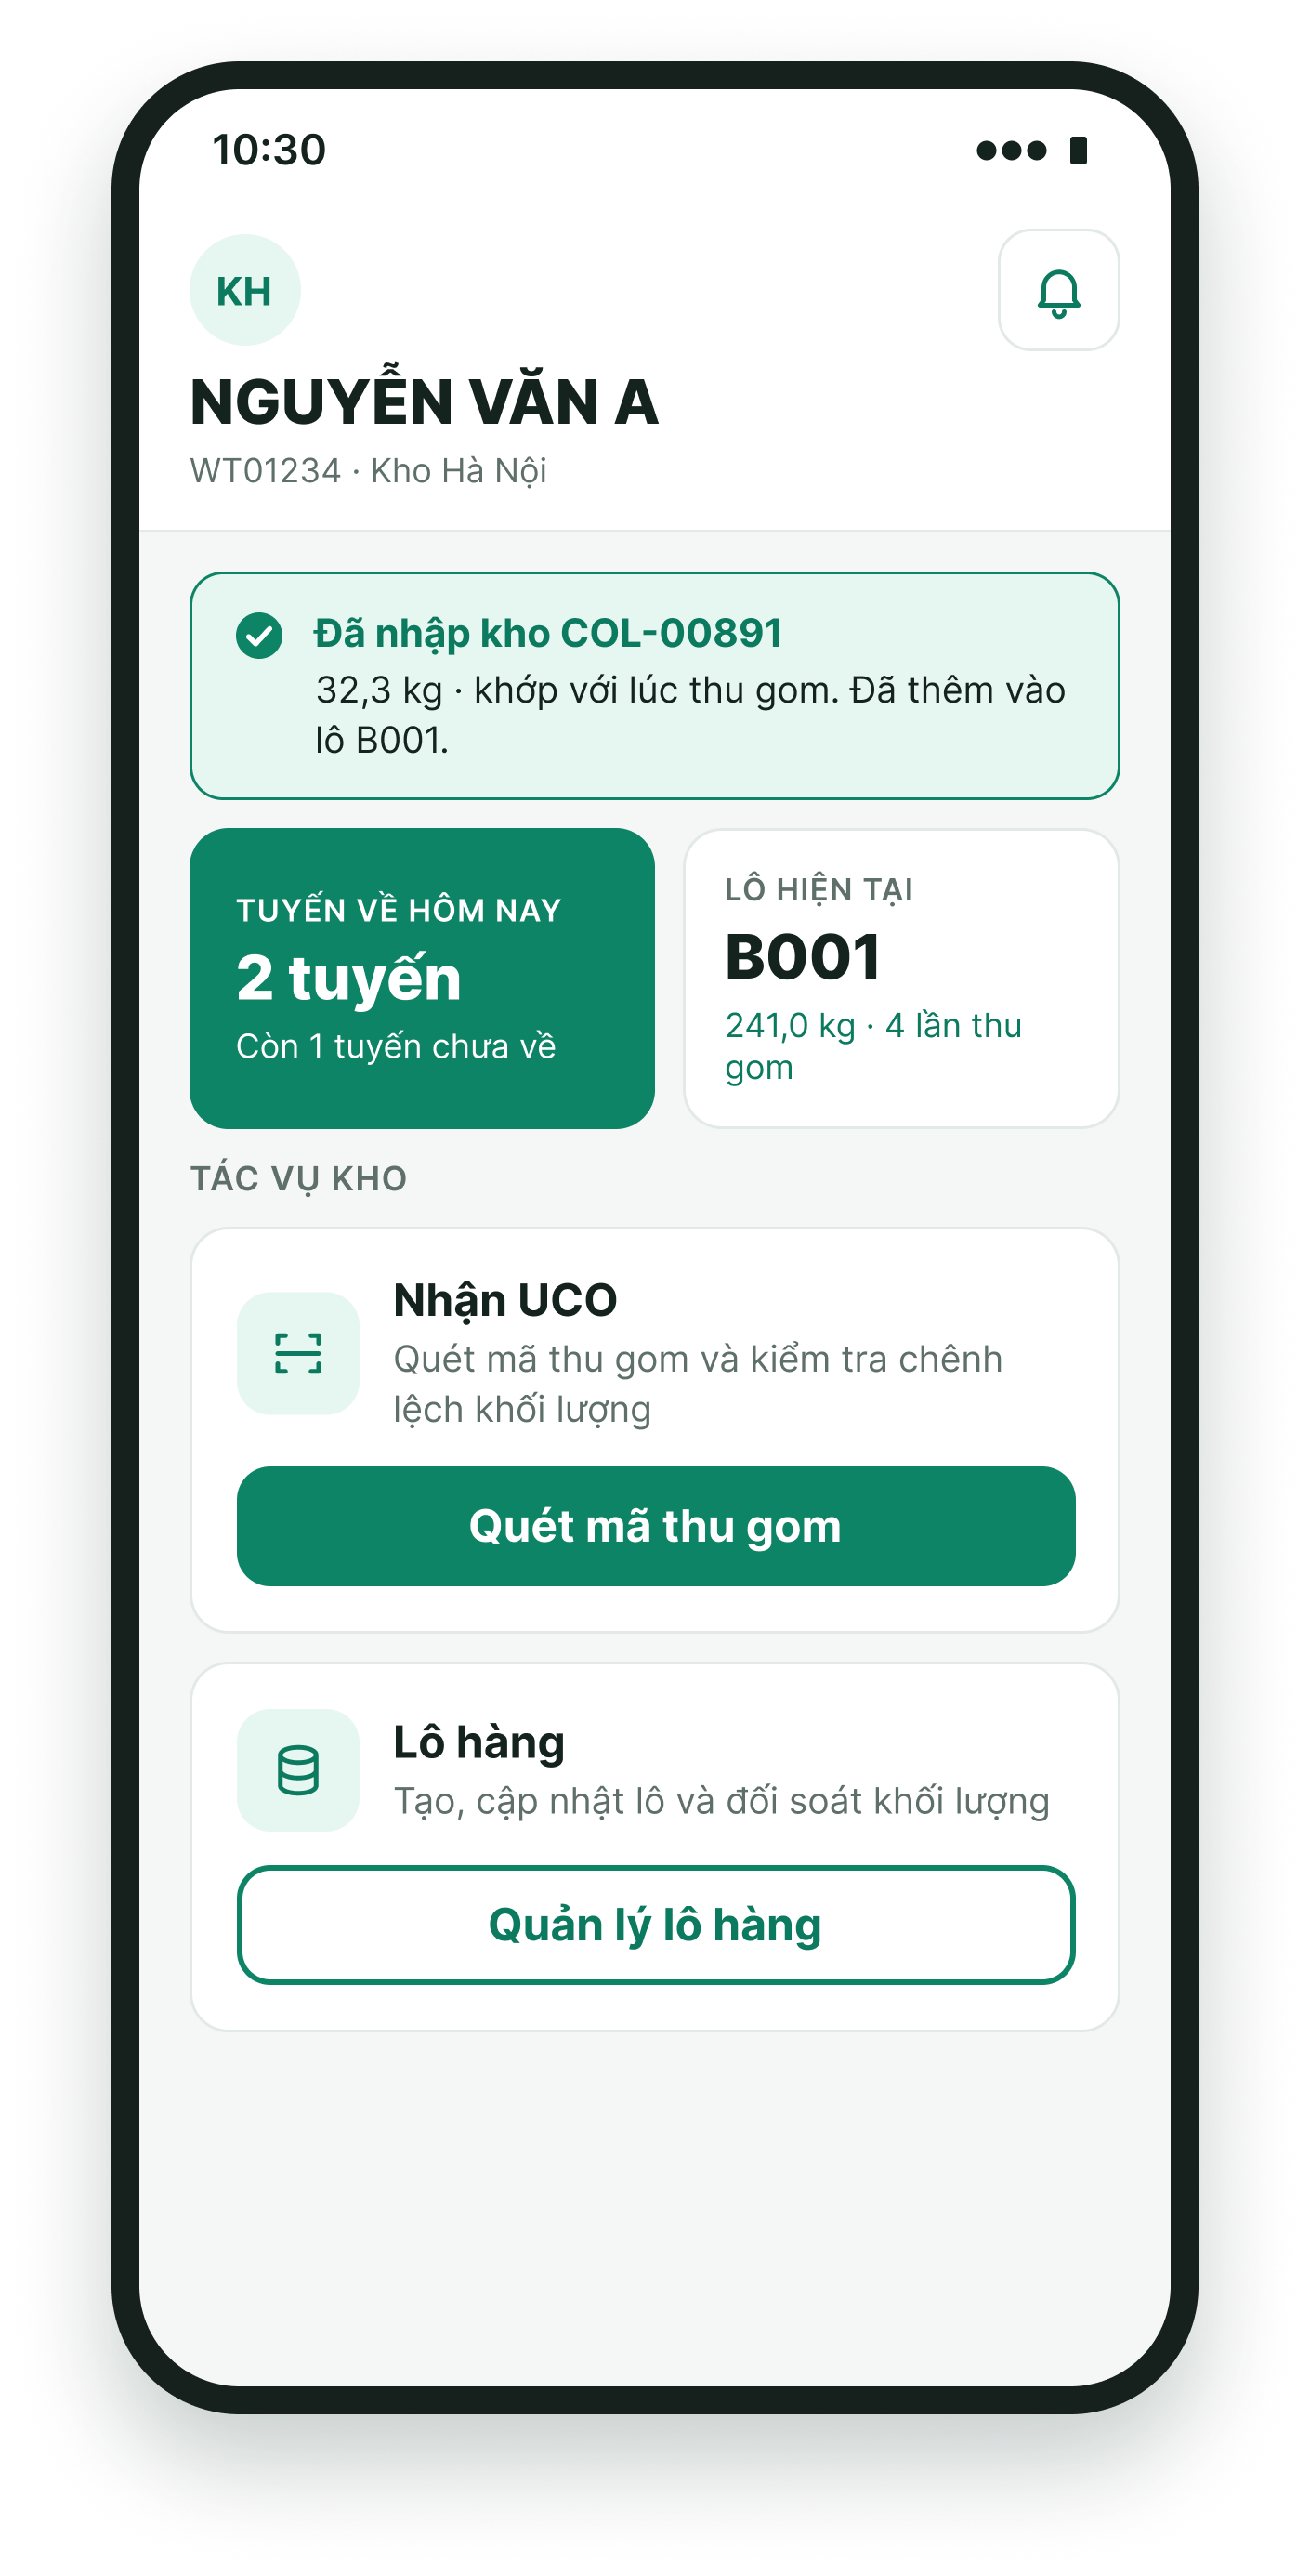 10:30
KH
NGUYỄN VĂN A
WT01234 · Kho Hà Nội
Đã nhập kho COL-00891
32,3 kg · khớp với lúc thu gom. Đã thêm vào
lô B001.
TUYẾN VỀ HÔM NAY
2 tuyến
Còn 1 tuyến chưa về
LÔ HIỆN TẠI
B001
241,0 kg · 4 lần thu
gom
TÁC VỤ KHO
Nhận UCO
Quét mã thu gom và kiểm tra chênh
lệch khối lượng
Quét mã thu gom
Lô hàng
Tạo, cập nhật lô và đối soát khối lượng
Quản lý lô hàng